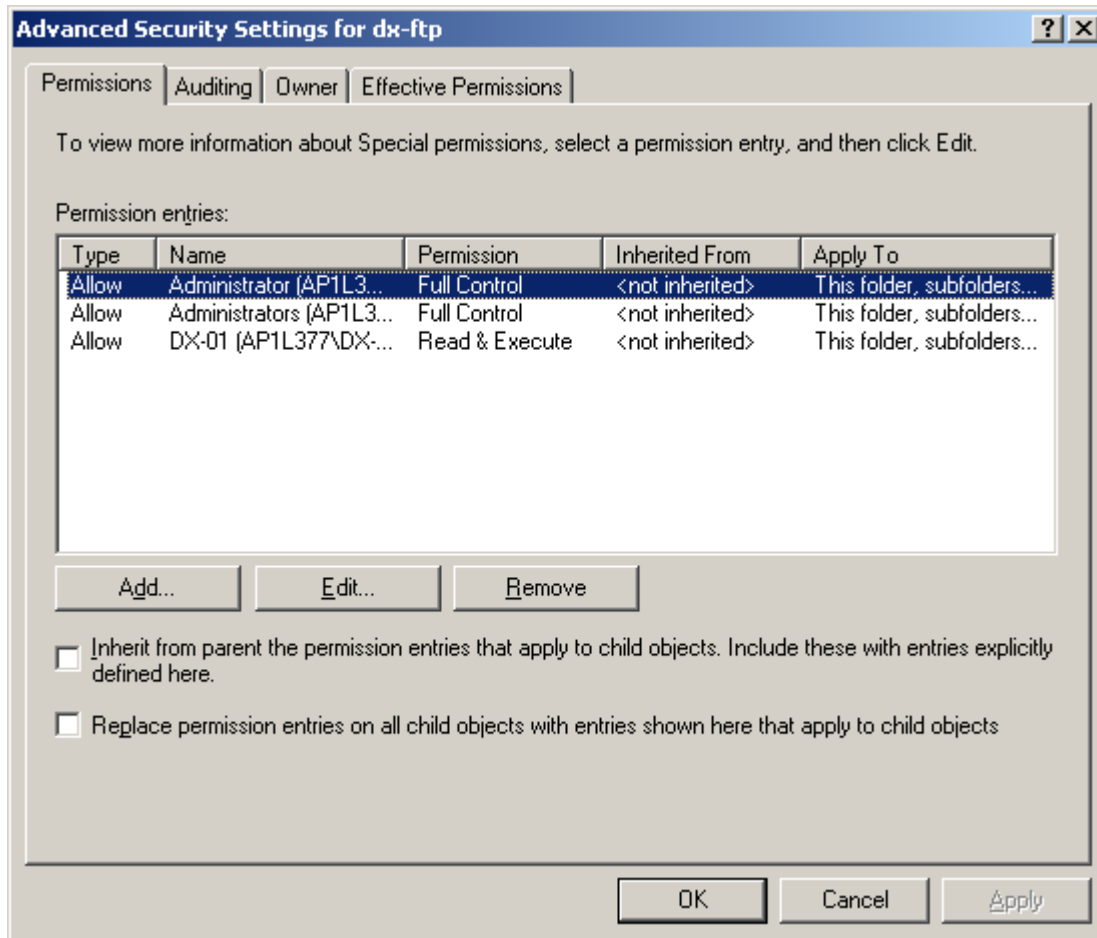 Advanced Security Settings for dx-ftp
Permissions Auditing Owner Effective Permissions
To view more information about Special permissions, select a permission entry, and then click Edit.
Permission entries:
Type Name Permission Inherited From Apply To
Allow Administrator (AP1L3... Full Control <not inherited> This folder, subfolders...
Allow Administrators (AP1L3... Full Control <not inherited> This folder, subfolders...
Allow DX-01 (AP1L377\DX-... Read & Execute <not inherited> This folder, subfolders...
Add... Edit... Remove
Inherit from parent the permission entries that apply to child objects. Include these with entries explicitly
defined here.
Replace permission entries on all child objects with entries shown here that apply to child objects
OK Cancel Apply